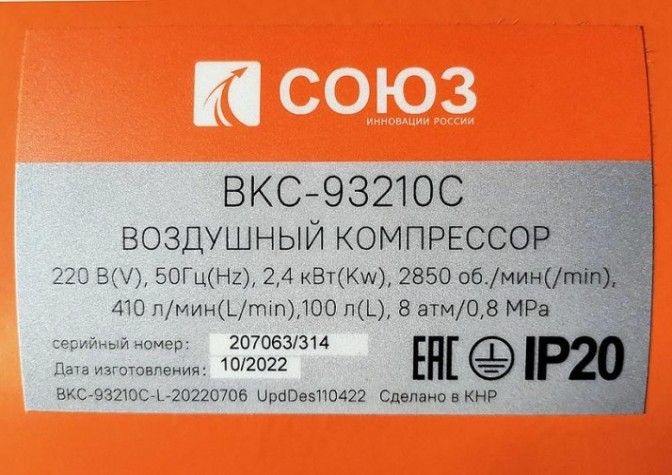 СОЮЗ
ИННОВАЦИИ РОССИИ
ВКС-93210С
ВОЗДУШНЫЙ КОМПРЕССОР
220 В(V), 50Гц(Hz), 2,4 кВт(Kw), 2850 об./мин(/min),
410 л/мин(L/min),100 л(L), 8 атм/0,8 MPa
серийный номер: 207063/314
Дата изготовления: 10/2022
EAC IP20
ВКС-93210С-L-20220706 UpdDes110422 Сделано в КНР